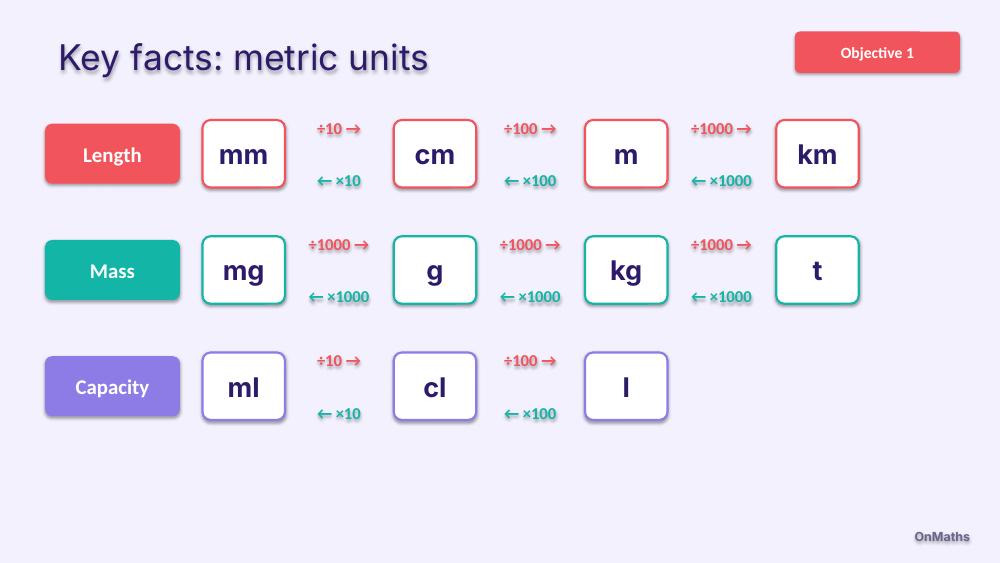 Key facts: metric units
Objective 1
÷10 → ÷100 → ÷1000 →
Length mm cm m km
← ×10 ← ×100 ← ×1000
÷1000 → ÷1000 → ÷1000 →
Mass mg g kg t
← ×1000 ← ×1000 ← ×1000
÷10 → ÷100 →
Capacity ml cl l
← ×10 ← ×100
OnMaths